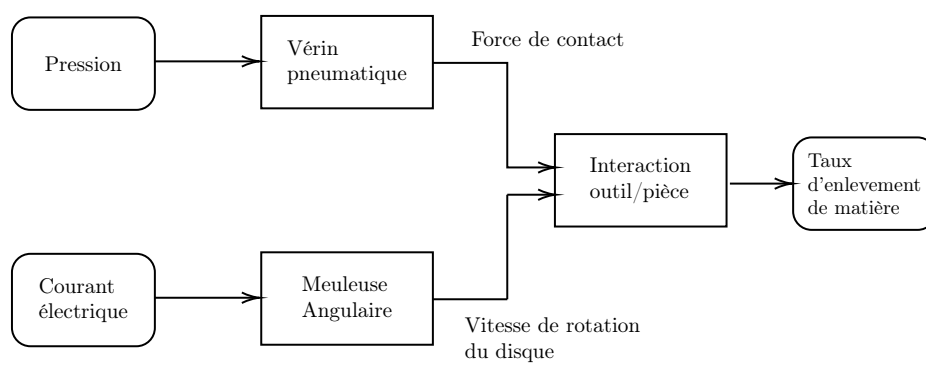 Pression
Vérin
pneumatique
Force de contact
Interaction
outil/pièce
Taux
d'enlevement
de matière
Courant
électrique
Meuleuse
Angulaire
Vitesse de rotation
du disque